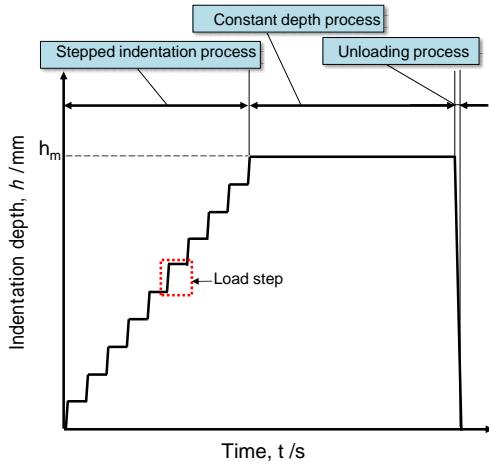 Constant depth process
Stepped indentation process
Unloading process
hm
Load step
Indentation depth, h /mm
Time, t /s